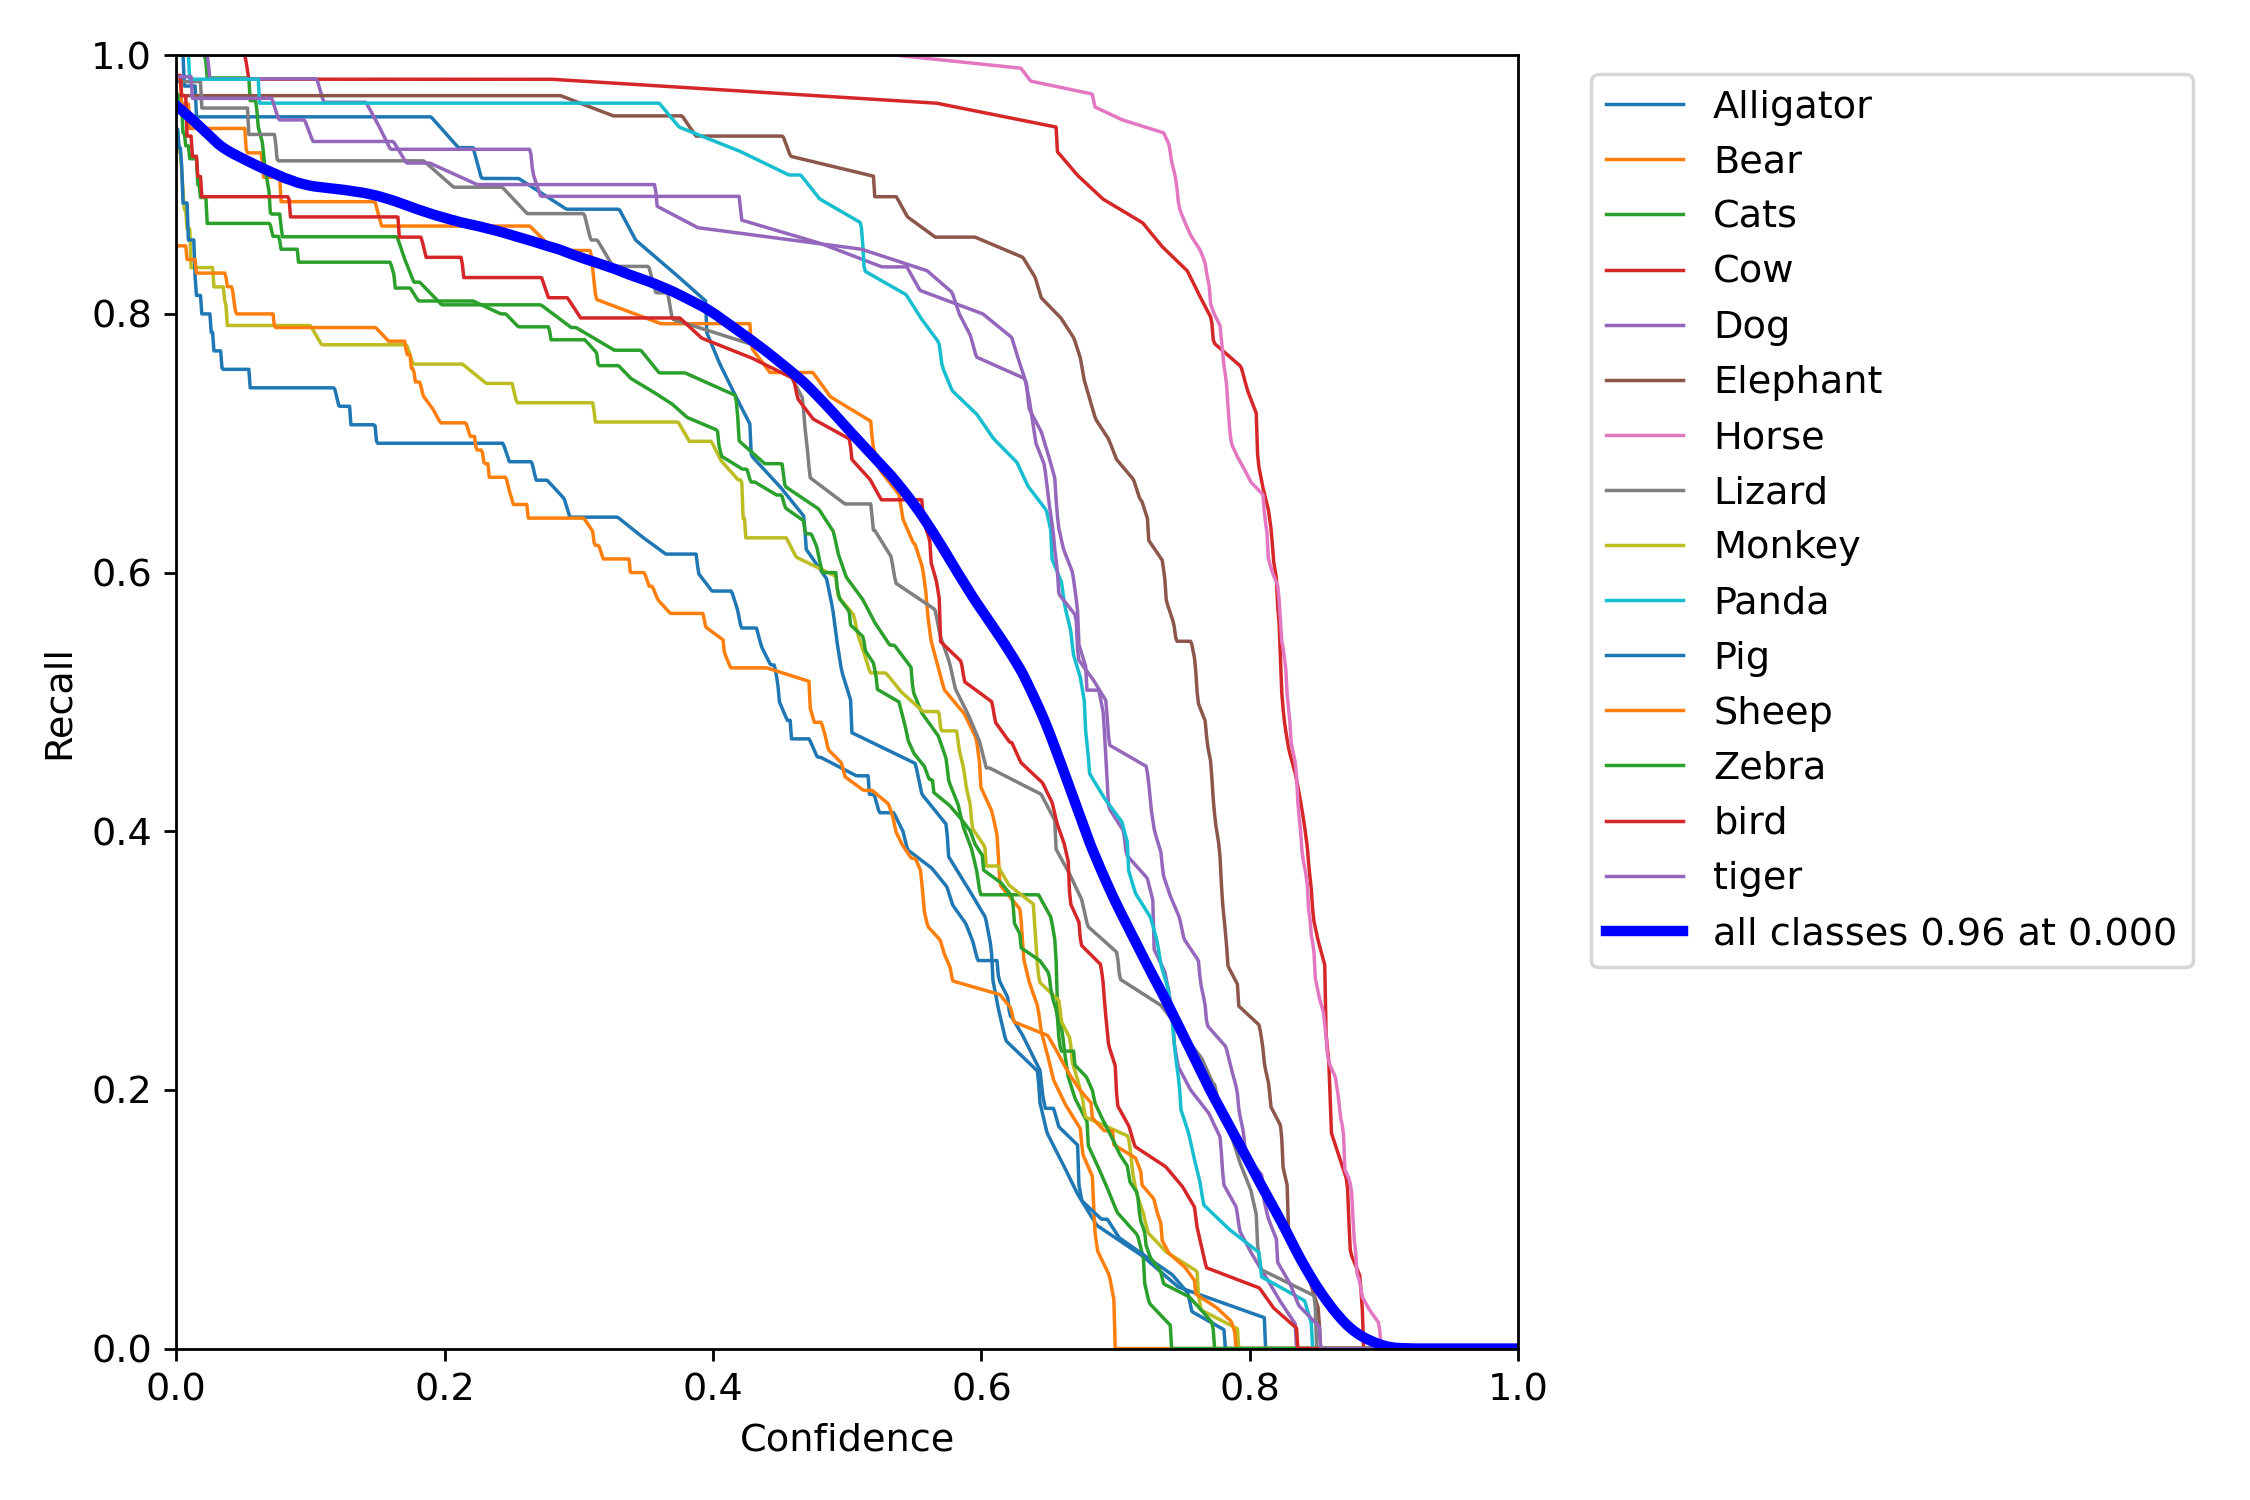 1.0
0.8
0.6
0.4
0.2
0.0
Recall
0.0 0.2 0.4 0.6 0.8 1.0
Confidence
Alligator
Bear
Cats
Cow
Dog
Elephant
Horse
Lizard
Monkey
Panda
Pig
Sheep
Zebra
bird
tiger
all classes 0.96 at 0.000